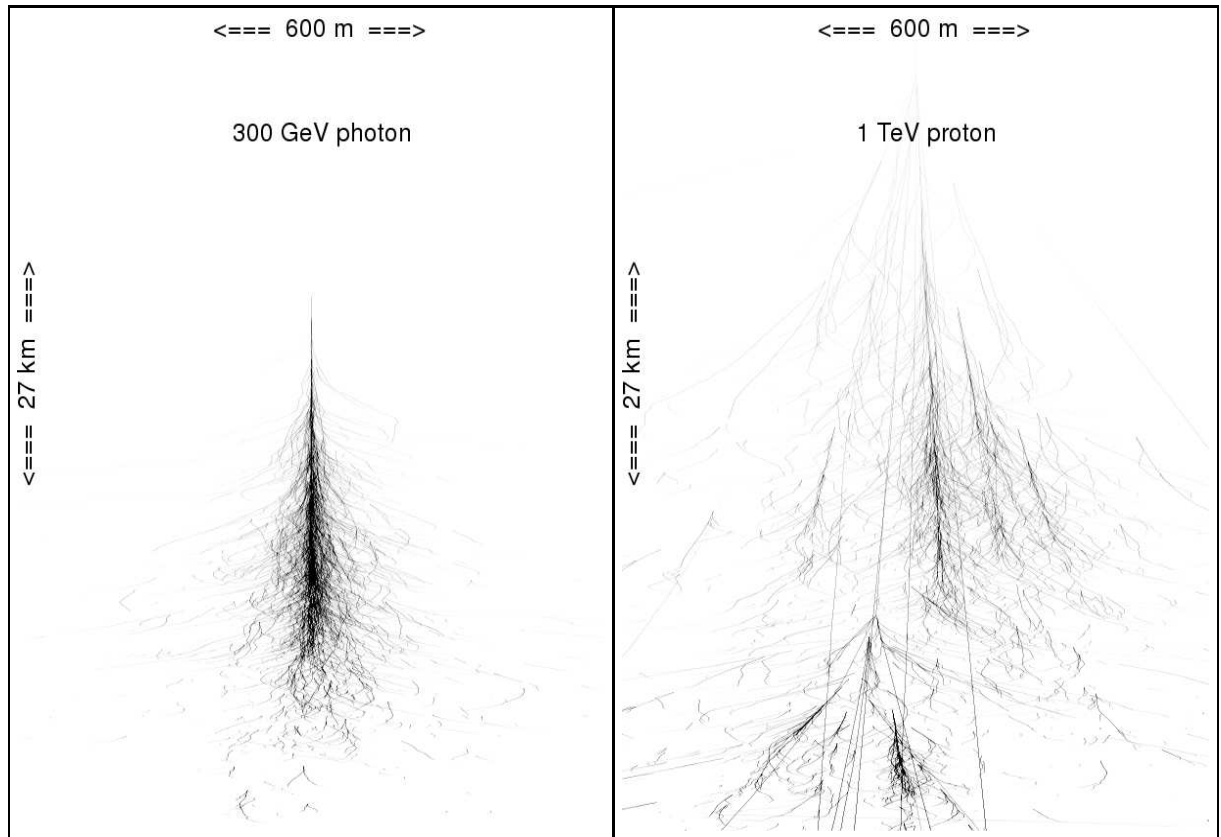 <=== 600 m ===>
300 GeV photon
<=== 27 km ===>
<=== 600 m ===>
1 TeV proton
<=== 27 km ===>